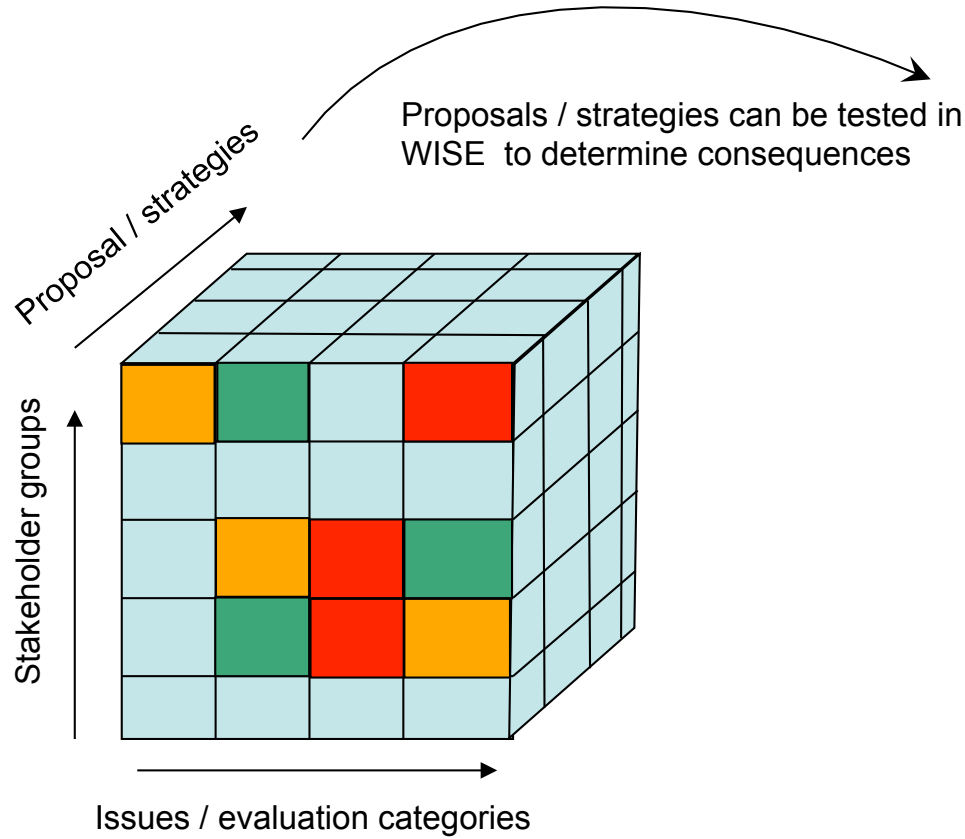 Proposals / strategies can be tested in
WISE  to determine consequences
Proposal / strategies
Stakeholder groups
Issues / evaluation categories